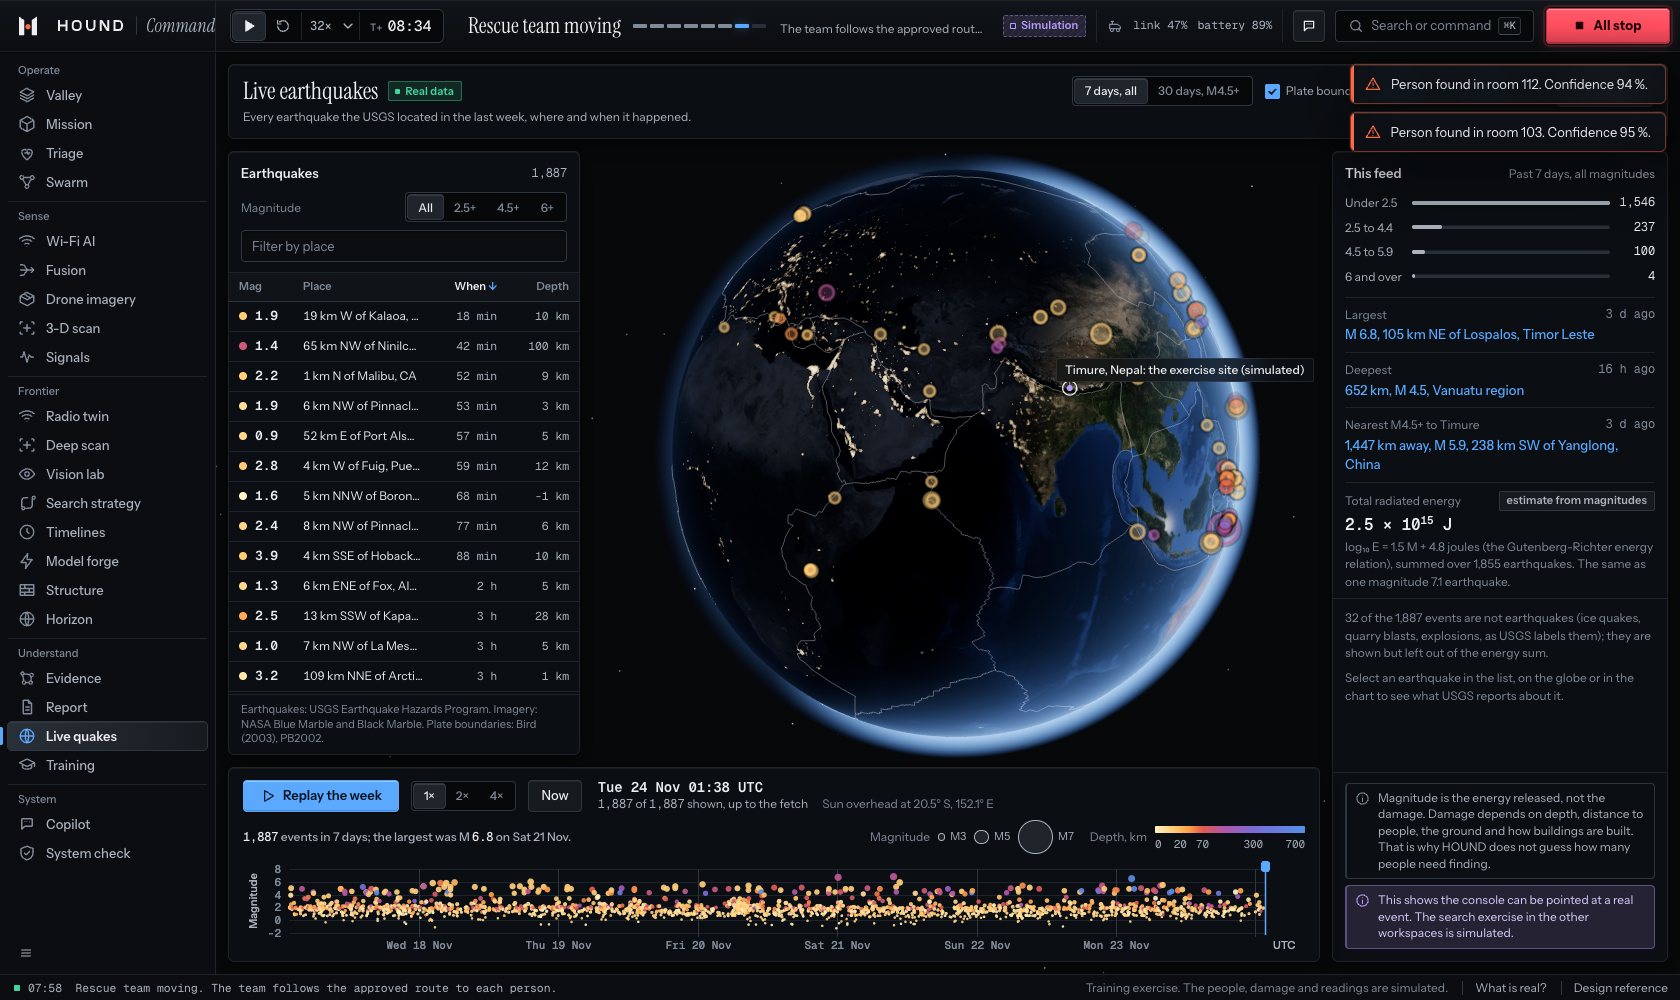 HOUND Command
32× T+ 08:34
Rescue team moving
The team follows the approved rout...
Simulation
link 47% battery 89%
Search or command ⌘K
All stop
Operate
Valley
Mission
Triage
Swarm
Sense
Wi-Fi AI
Fusion
Drone imagery
3-D scan
Signals
Frontier
Radio twin
Deep scan
Vision lab
Search strategy
Timelines
Model forge
Structure
Horizon
Understand
Evidence
Report
Live quakes
Training
System
Copilot
System check
Live earthquakes
Real data
Every earthquake the USGS located in the last week, where and when it happened.
7 days, all 30 days, M4.5+
Plate bound
Person found in room 112. Confidence 94 %.
Person found in room 103. Confidence 95 %.
Earthquakes 1,887
Magnitude All 2.5+ 4.5+ 6+
Filter by place
Mag Place When ↓ Depth
1.9 19 km W of Kalaoa, ... 18 min 10 km
1.4 65 km NW of Ninilc... 42 min 100 km
2.2 1 km N of Malibu, CA 52 min 9 km
1.9 6 km NW of Pinnacl... 53 min 3 km
0.9 52 km E of Port Als... 57 min 5 km
2.8 4 km W of Fuig, Pue... 59 min 12 km
1.6 5 km NNW of Boron... 68 min -1 km
2.4 8 km NW of Pinnacl... 77 min 6 km
3.9 4 km SSE of Hoback... 88 min 10 km
1.3 6 km ENE of Fox, Al... 2 h 5 km
2.5 13 km SSW of Kapa... 3 h 28 km
1.0 7 km NW of La Mes... 3 h 5 km
3.2 109 km NNE of Arcti... 3 h 1 km
Earthquakes: USGS Earthquake Hazards Program. Imagery:
NASA Blue Marble and Black Marble. Plate boundaries: Bird
(2003), PB2002.
Timure, Nepal: the exercise site (simulated)
This feed Past 7 days, all magnitudes
Under 2.5 1,546
2.5 to 4.4 237
4.5 to 5.9 100
6 and over 4
Largest 3 d ago
M 6.8, 105 km NE of Lospalos, Timor Leste
Deepest 16 h ago
652 km, M 4.5, Vanuatu region
Nearest M4.5+ to Timure 3 d ago
1,447 km away, M 5.9, 238 km SW of Yanglong,
China
Total radiated energy estimate from magnitudes
2.5 × 10¹⁵ J
log₁₀ E = 1.5 M + 4.8 joules (the Gutenberg-Richter energy
relation), summed over 1,855 earthquakes. The same as
one magnitude 7.1 earthquake.
32 of the 1,887 events are not earthquakes (ice quakes,
quarry blasts, explosions, as USGS labels them); they are
shown but left out of the energy sum.
Select an earthquake in the list, on the globe or in the
chart to see what USGS reports about it.
Magnitude is the energy released, not the
damage. Damage depends on depth, distance to
people, the ground and how buildings are built.
That is why HOUND does not guess how many
people need finding.
This shows the console can be pointed at a real
event. The search exercise in the other
workspaces is simulated.
Replay the week 1× 2× 4× Now
Tue 24 Nov 01:38 UTC
1,887 of 1,887 shown, up to the fetch Sun overhead at 20.5° S, 152.1° E
1,887 events in 7 days; the largest was M 6.8 on Sat 21 Nov.
Magnitude M3 M5 M7 Depth, km 0 20 70 300 700
Magnitude
8
6
4
2
0
-2
Wed 18 Nov Thu 19 Nov Fri 20 Nov Sat 21 Nov Sun 22 Nov Mon 23 Nov UTC
07:58 Rescue team moving. The team follows the approved route to each person.
Training exercise. The people, damage and readings are simulated. What is real? Design reference